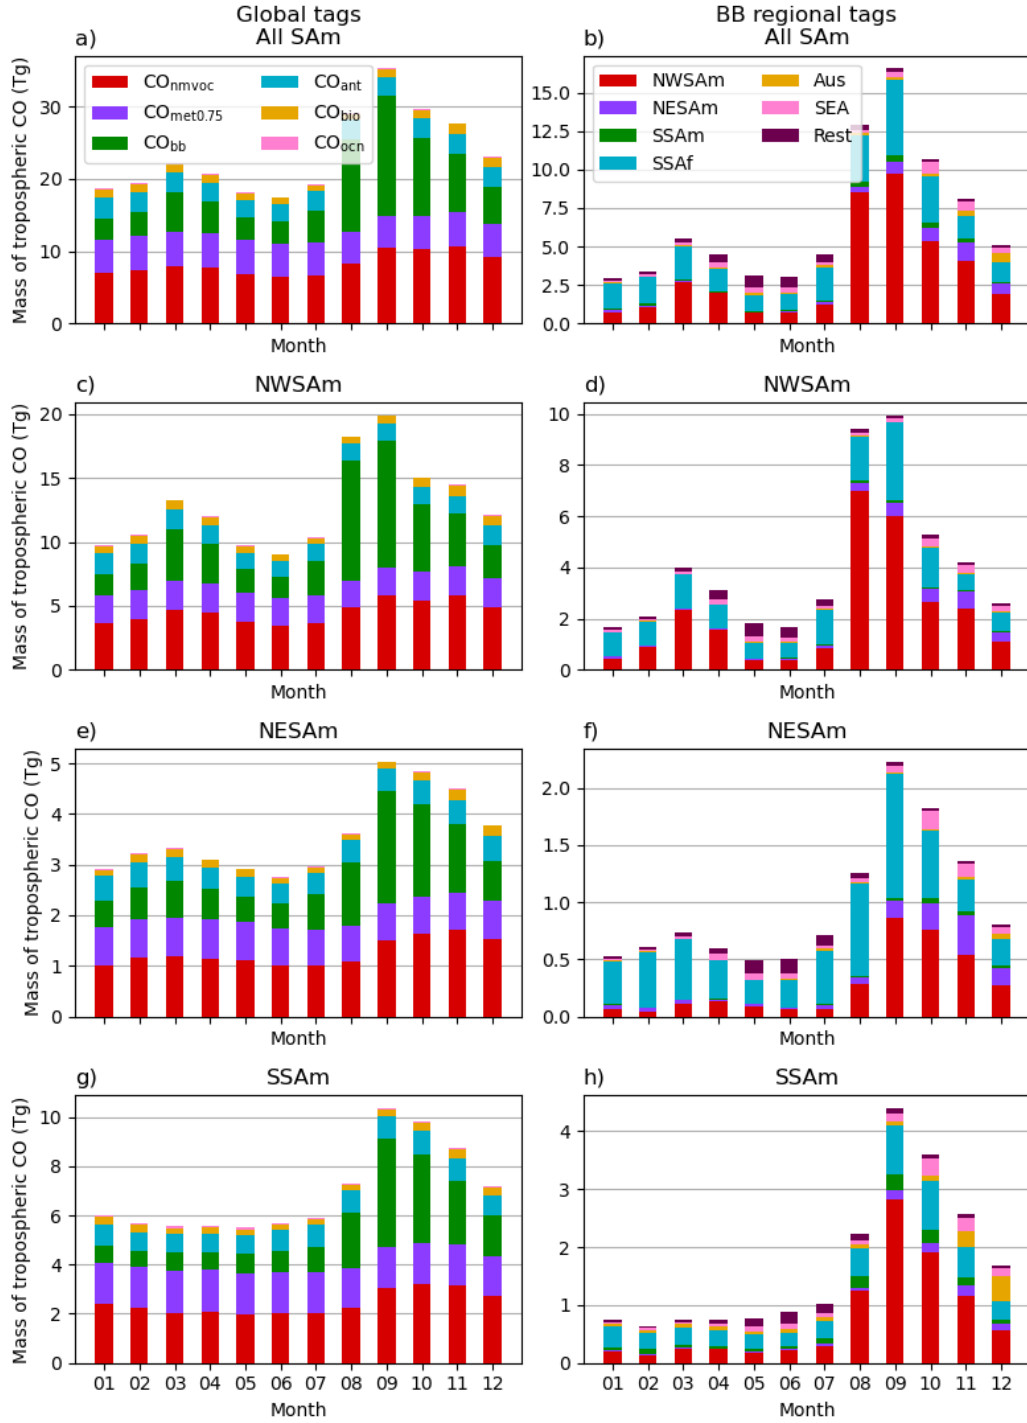 Global tags
BB regional tags
a)
All SAm
b)
All SAm
Mass of tropospheric CO (Tg)
30
20
10
0
CO_nmvoc
CO_met0.75
CO_bb
CO_ant
CO_bio
CO_ocn
Month
15.0
12.5
10.0
7.5
5.0
2.5
0.0
NWSAm
NESAm
SSAm
SSAf
Aus
SEA
Rest
Month
c)
NWSAm
d)
NWSAm
Mass of tropospheric CO (Tg)
20
15
10
5
0
Month
10
8
6
4
2
0
Month
e)
NESAm
f)
NESAm
Mass of tropospheric CO (Tg)
5
4
3
2
1
0
Month
2.0
1.5
1.0
0.5
0.0
Month
g)
SSAm
h)
SSAm
Mass of tropospheric CO (Tg)
10
8
6
4
2
0
01 02 03 04 05 06 07 08 09 10 11 12
Month
4
3
2
1
0
01 02 03 04 05 06 07 08 09 10 11 12
Month